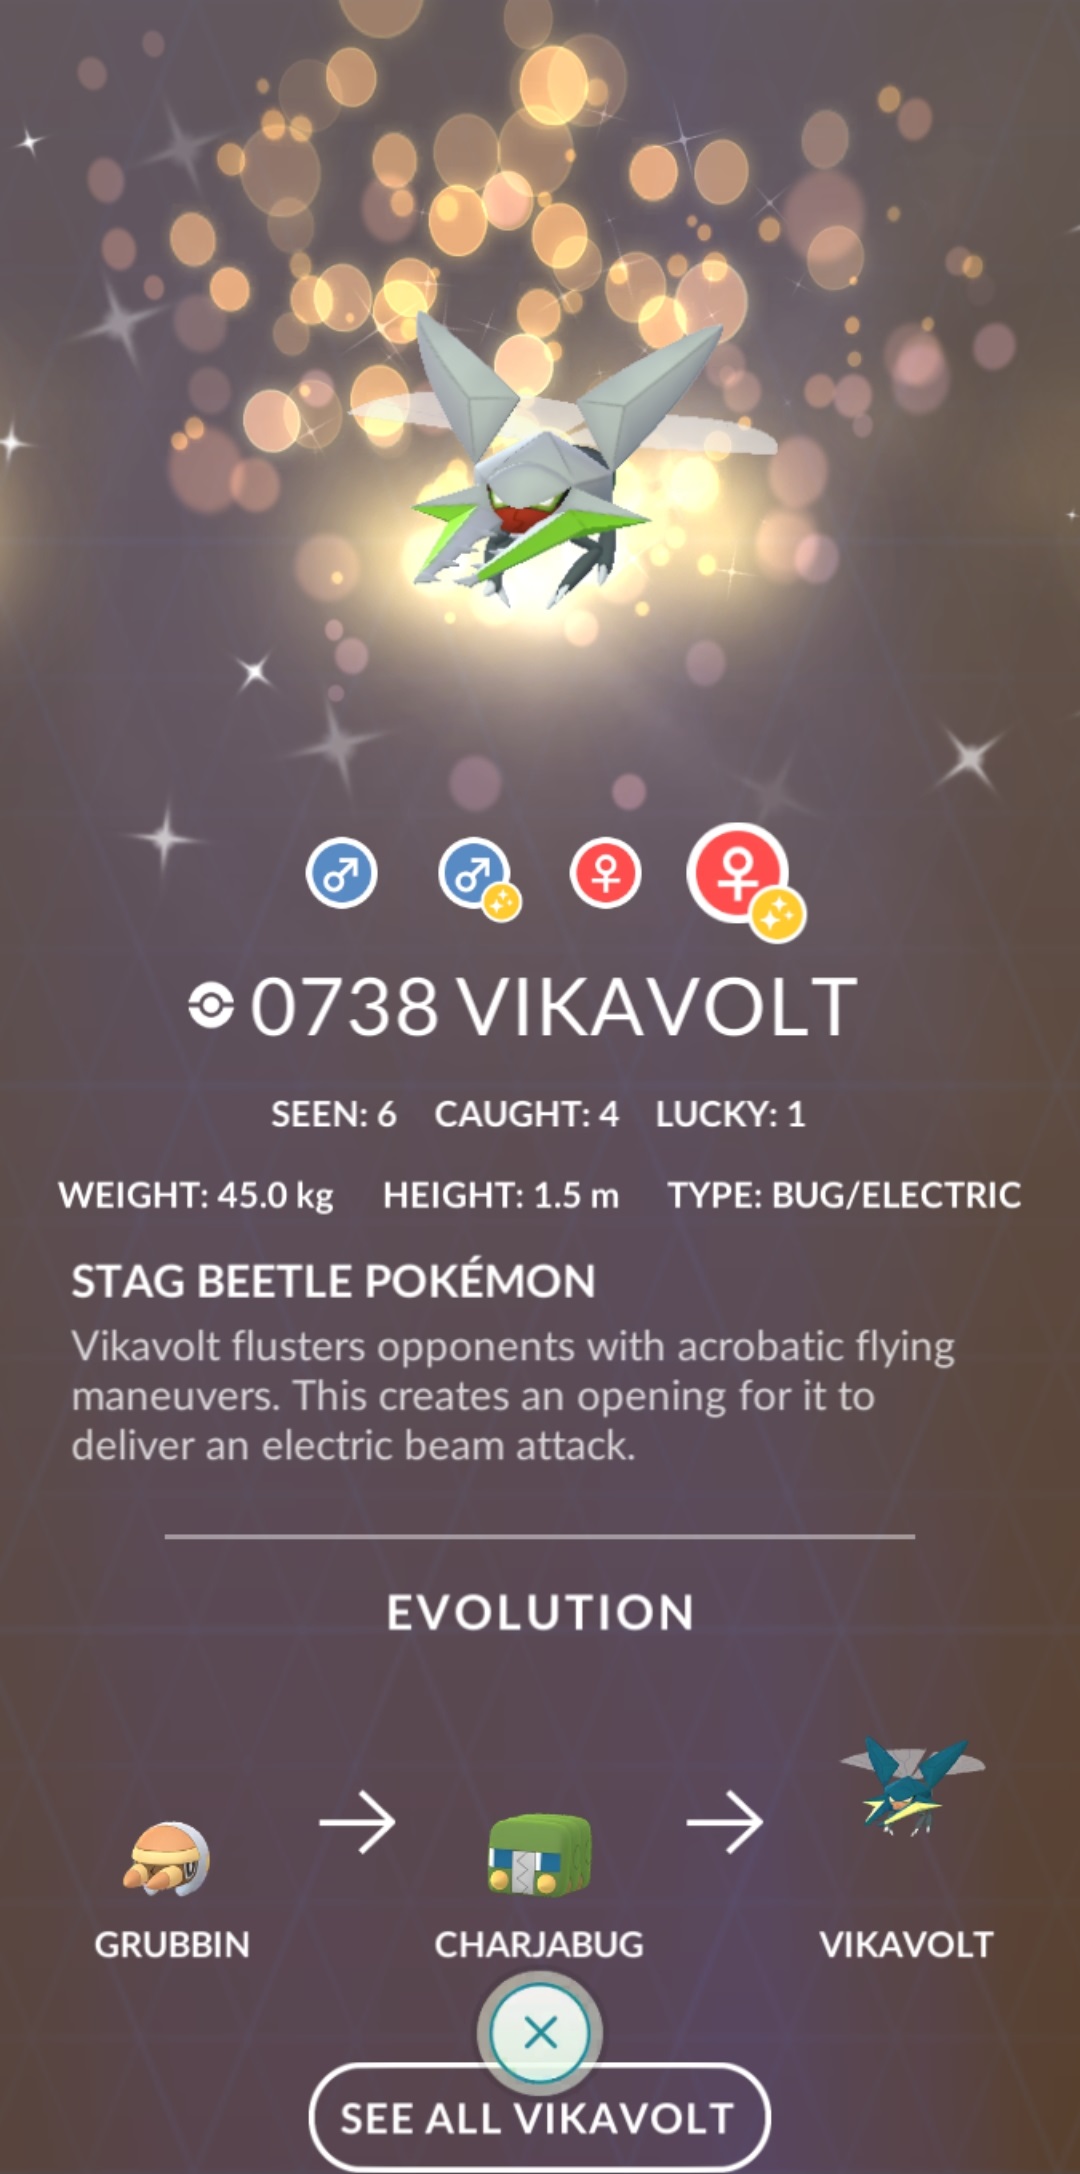 0738 VIKAVOLT
SEEN: 6 CAUGHT: 4 LUCKY: 1
WEIGHT: 45.0 kg HEIGHT: 1.5 m TYPE: BUG/ELECTRIC
STAG BEETLE POKÉMON
Vikavolt flusters opponents with acrobatic flying
maneuvers. This creates an opening for it to
deliver an electric beam attack.
EVOLUTION
GRUBBIN CHARJABUG VIKAVOLT
SEE ALL VIKAVOLT